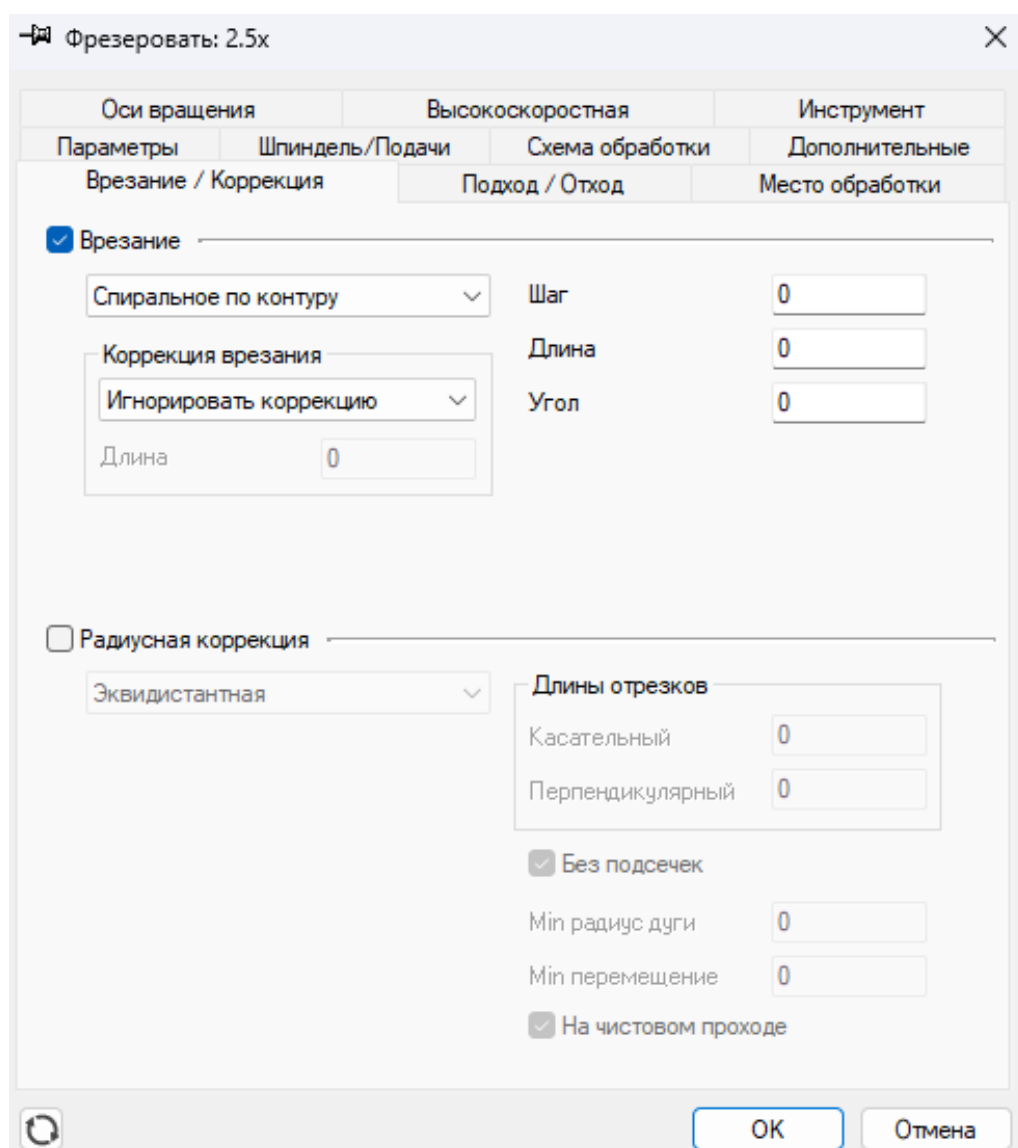 Фрезеровать: 2.5x
Оси вращения Высокоскоростная Инструмент
Параметры Шпиндель/Подачи Схема обработки Дополнительные
Врезание / Коррекция Подход / Отход Место обработки
Врезание
Спиральное по контуру Шаг 0
Коррекция врезания Длина 0
Игнорировать коррекцию Угол 0
Длина 0
Радиусная коррекция
Эквидистантная Длины отрезков
Касательный 0
Перпендикулярный 0
Без подсечек
Min радиус дуги 0
Min перемещение 0
На чистовом проходе
OK Отмена